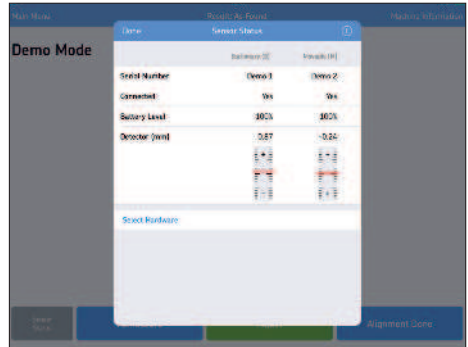 Main Menu Results As-Found Machine Information
Done Sensor Status
Demo Mode
Stationary [S] Movable [M]
Serial Number Demo 1 Demo 2
Connected Yes Yes
Battery Level 100% 100%
Detector (mm) 0.87 -0.24
Select Hardware
Alignment Done